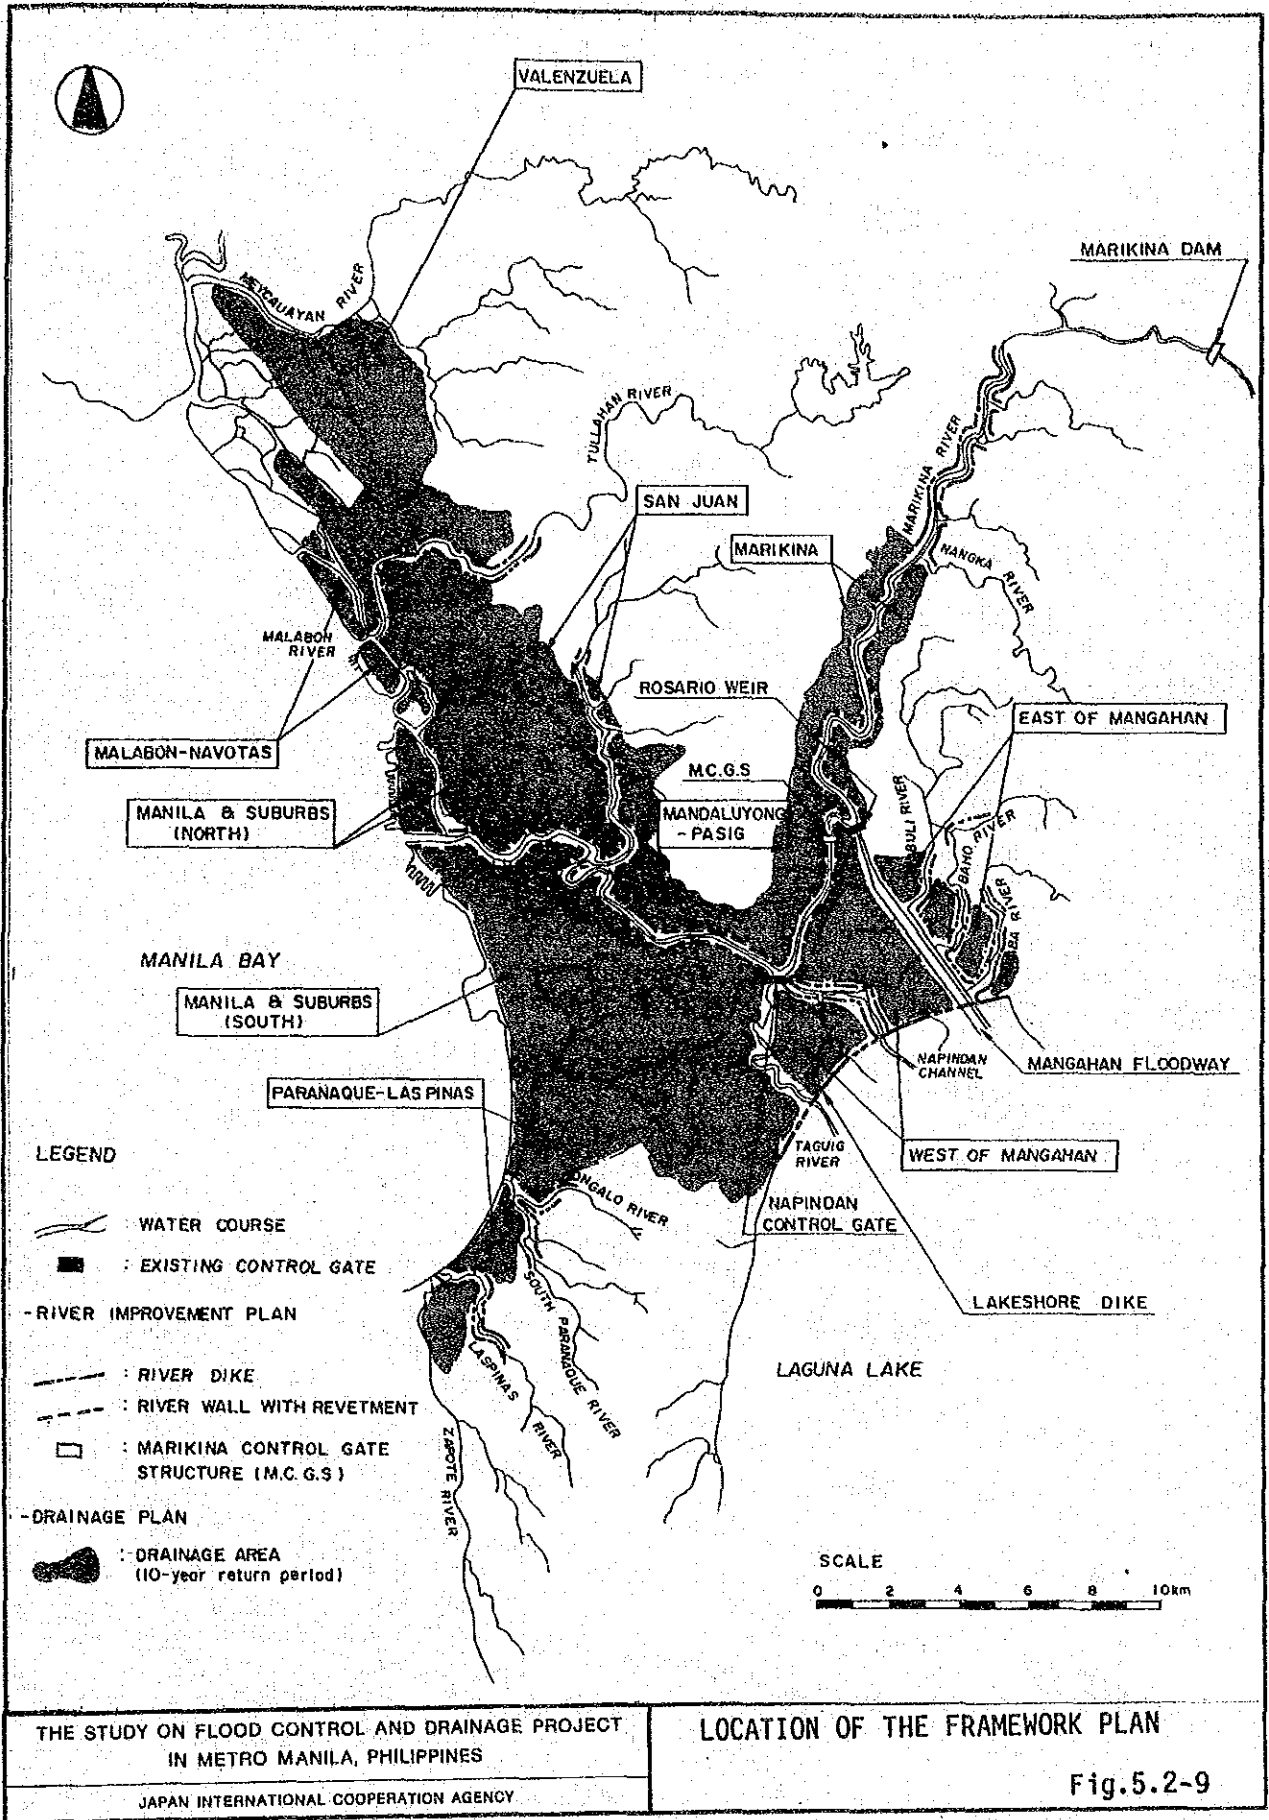 VALENZUELA
MARIKINA DAM
MEYCAUAYAN RIVER
TULLAHAN RIVER
MARIKINA RIVER
SAN JUAN
MARIKINA
NANGKA RIVER
MALABON
RIVER
ROSARIO WEIR
EAST OF MANGAHAN
MALABON-NAVOTAS
M.C.G.S
MANILA & SUBURBS
(NORTH)
MANDALUYONG
-PASIG
RIVER
BAHO RIVER
RIVER
MANILA BAY
MANILA & SUBURBS
(SOUTH)
NAPINDAN
CHANNEL
MANGAHAN FLOODWAY
PARANAQUE-LAS PINAS
TAGUIG
RIVER
WEST OF MANGAHAN
RIVER
NAPINDAN
CONTROL GATE
SOUTH PARANAQUE RIVER
LAKESHORE DIKE
LASPINAS RIVER
LAGUNA LAKE
ZAPOTE RIVER
LEGEND
: WATER COURSE
: EXISTING CONTROL GATE
-RIVER IMPROVEMENT PLAN
: RIVER DIKE
: RIVER WALL WITH REVETMENT
: MARIKINA CONTROL GATE
STRUCTURE (M.C.G.S)
-DRAINAGE PLAN
: DRAINAGE AREA
(10-year return period)
SCALE
0 2 4 6 8 10km
THE STUDY ON FLOOD CONTROL AND DRAINAGE PROJECT
IN METRO MANILA, PHILIPPINES
JAPAN INTERNATIONAL COOPERATION AGENCY
LOCATION OF THE FRAMEWORK PLAN
Fig.5.2-9